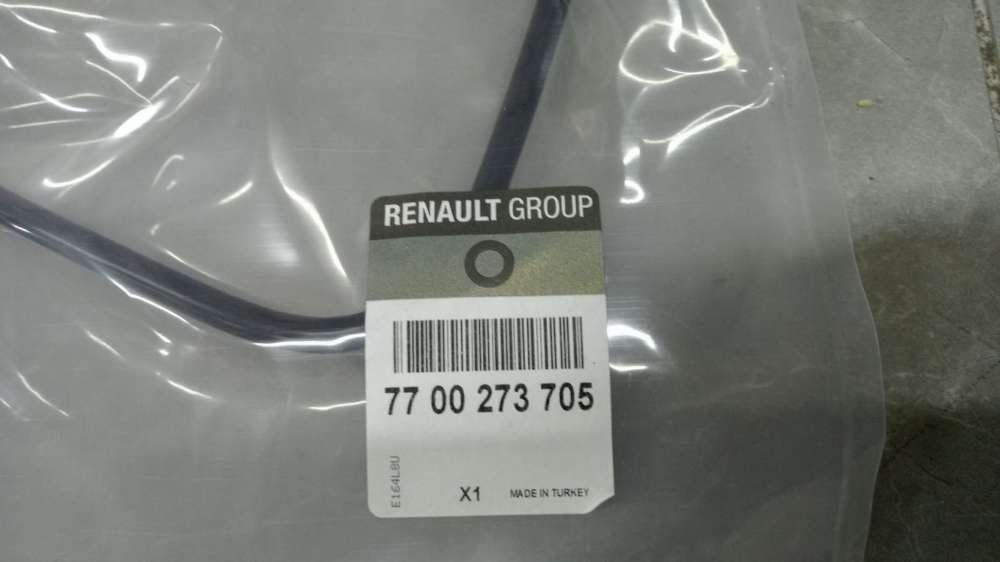 RENAULT GROUP
77 00 273 705
E164L8U
X1 MADE IN TURKEY